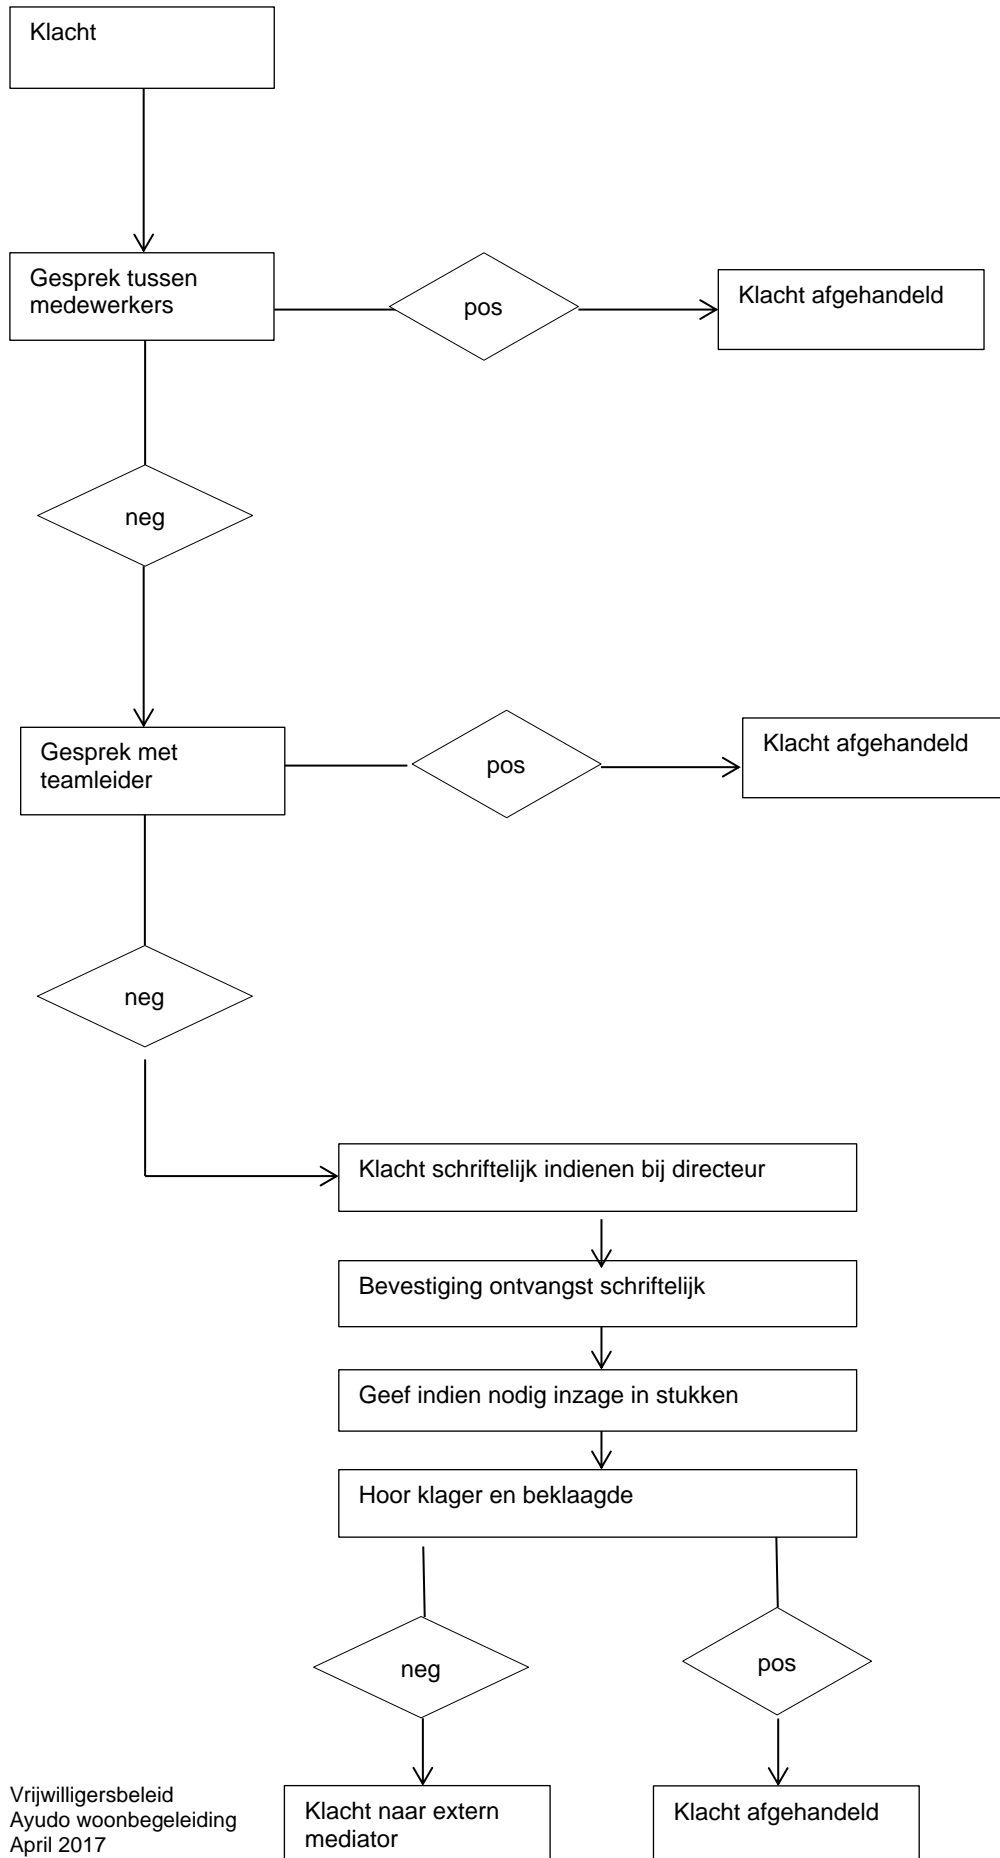 Klacht
Gesprek tussen
medewerkers
pos
Klacht afgehandeld
neg
Gesprek met
teamleider
pos
Klacht afgehandeld
neg
Klacht schriftelijk indienen bij directeur
Bevestiging ontvangst schriftelijk
Geef indien nodig inzage in stukken
Hoor klager en beklaagde
neg
pos
Klacht naar extern
mediator
Klacht afgehandeld
Vrijwilligersbeleid
Ayudo woonbegeleiding
April 2017